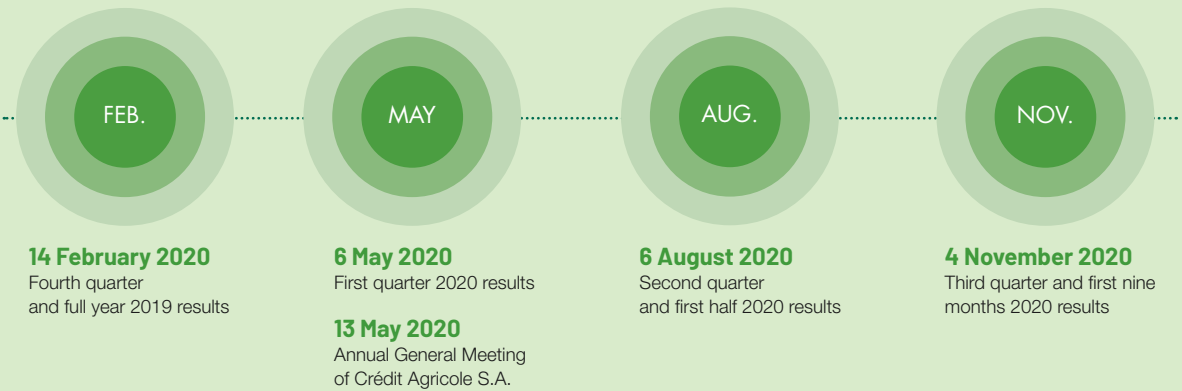 FEB.
MAY
AUG.
NOV.
14 February 2020
Fourth quarter
and full year 2019 results
6 May 2020
First quarter 2020 results
13 May 2020
Annual General Meeting
of Crédit Agricole S.A.
6 August 2020
Second quarter
and first half 2020 results
4 November 2020
Third quarter and first nine
months 2020 results